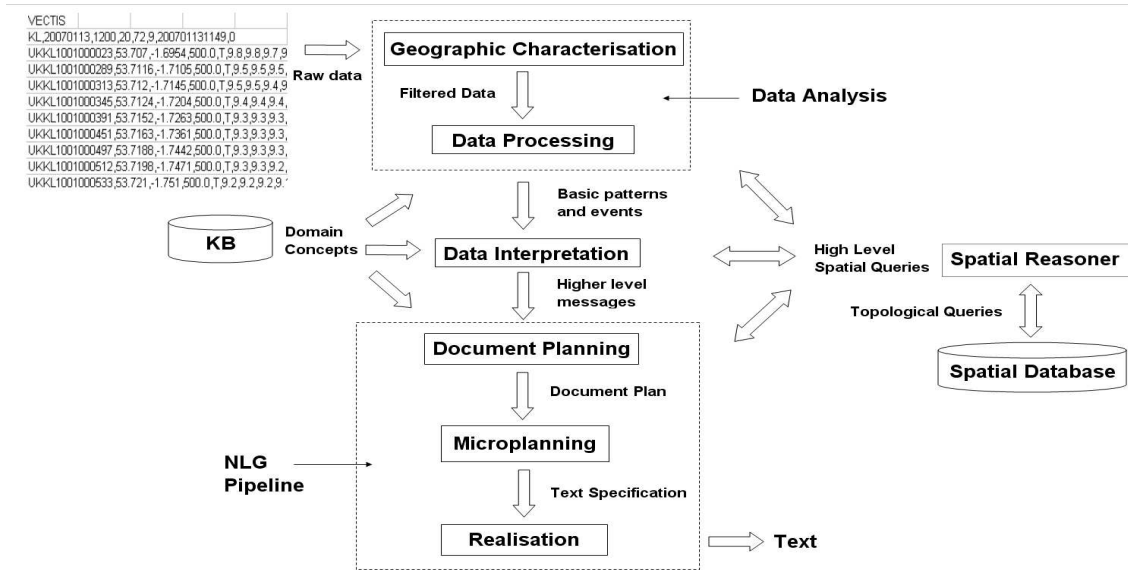 VECTIS
KL,20070113,1200,20,72,9,200701131149,0
UKKL1001000023,53.707,-1.6954,500.0,T,9.8,9.8,9.7,9
UKKL1001000289,53.7116,-1.7105,500.0,T,9.5,9.5,9.5,
UKKL1001000313,53.712,-1.7145,500.0,T,9.5,9.5,9.4,9
UKKL1001000345,53.7124,-1.7204,500.0,T,9.4,9.4,9.4,
UKKL1001000391,53.7152,-1.7263,500.0,T,9.3,9.3,9.3,
UKKL1001000451,53.7163,-1.7361,500.0,T,9.3,9.3,9.3,
UKKL1001000497,53.7188,-1.7442,500.0,T,9.3,9.3,9.3,
UKKL1001000512,53.7198,-1.7471,500.0,T,9.3,9.3,9.2,
UKKL1001000533,53.721,-1.751,500.0,T,9.2,9.2,9.2,9.
Raw data
Geographic Characterisation
Filtered Data
Data Analysis
Data Processing
Basic patterns
and events
KB
Domain
Concepts
Data Interpretation
High Level
Spatial Queries
Spatial Reasoner
Higher level
messages
Topological Queries
Document Planning
Spatial Database
Document Plan
Microplanning
NLG
Pipeline
Text Specification
Realisation
Text